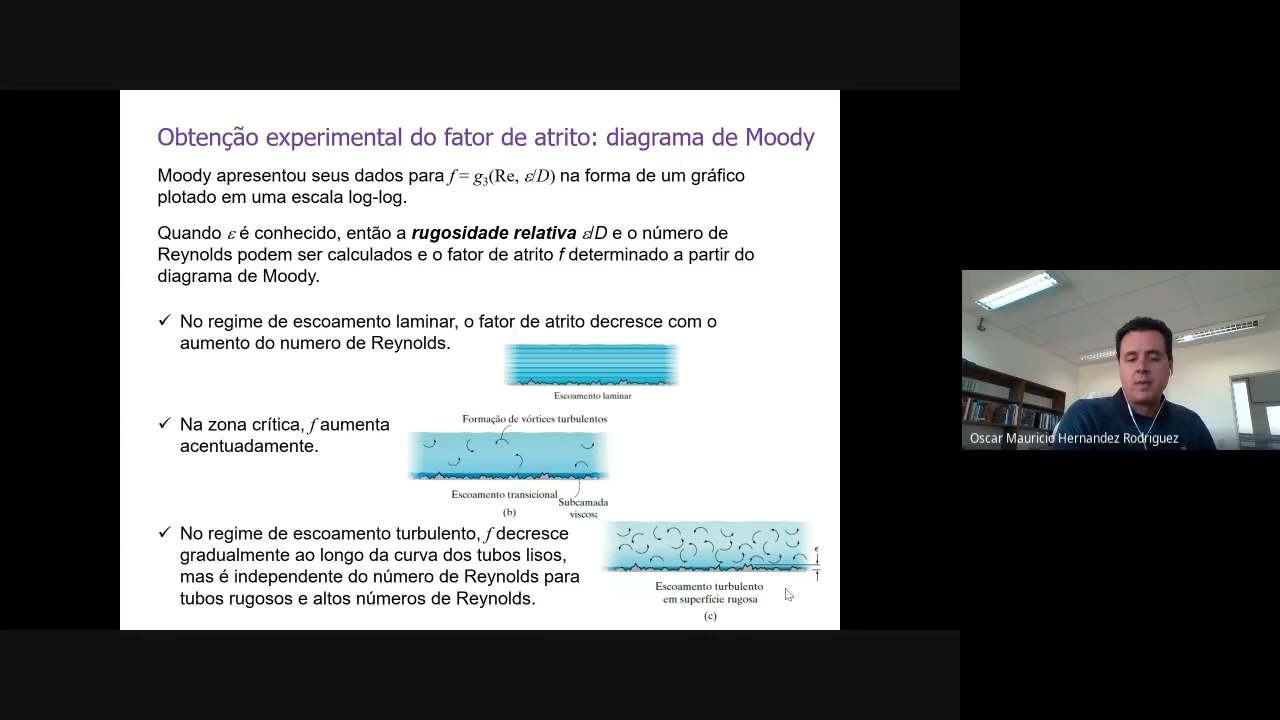 Obtenção experimental do fator de atrito: diagrama de Moody
Moody apresentou seus dados para f = g3(Re, ε/D) na forma de um gráfico
plotado em uma escala log-log.
Quando ε é conhecido, então a rugosidade relativa ε/D e o número de
Reynolds podem ser calculados e o fator de atrito f determinado a partir do
diagrama de Moody.
✓ No regime de escoamento laminar, o fator de atrito decresce com o
aumento do numero de Reynolds.
Escoamento laminar
Formação de vórtices turbulentos
✓ Na zona crítica, f aumenta
acentuadamente.
Escoamento transicional
Subcamada
viscosa
(b)
✓ No regime de escoamento turbulento, f decresce
gradualmente ao longo da curva dos tubos lisos,
mas é independente do número de Reynolds para
tubos rugosos e altos números de Reynolds.
ϵ
Escoamento turbulento
em superfície rugosa
(c)
Oscar Mauricio Hernandez Rodriguez